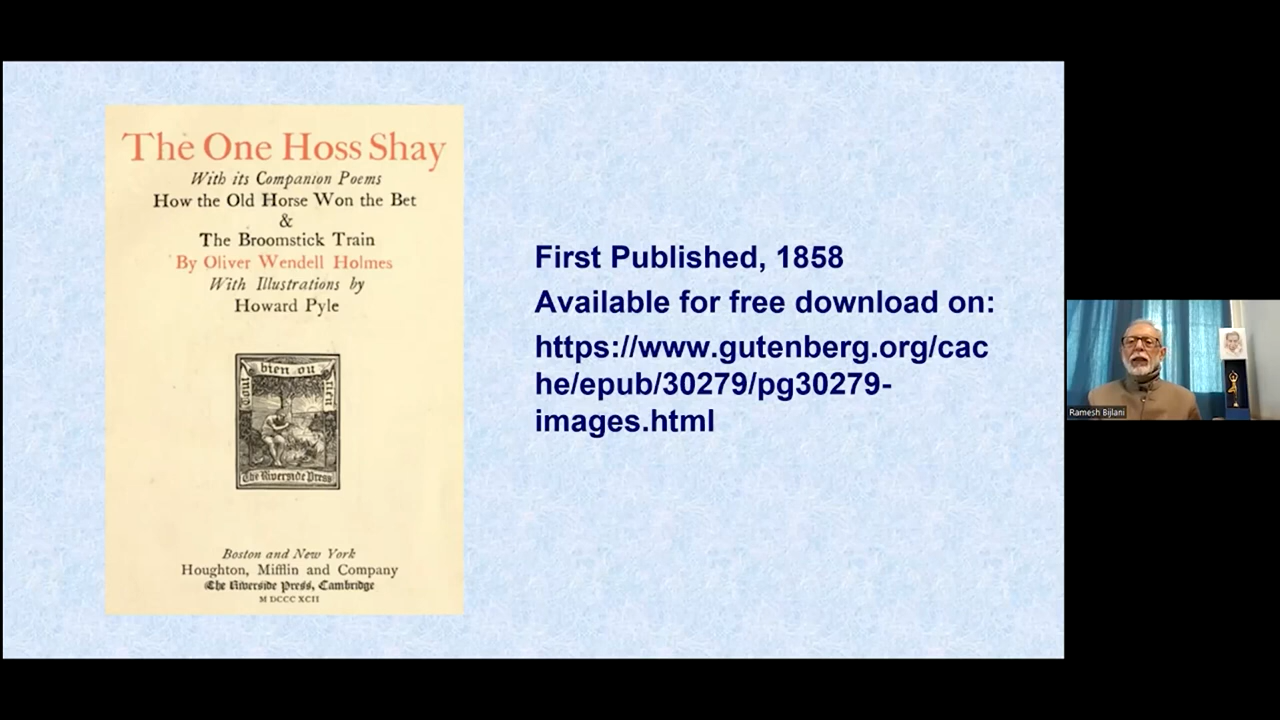 The One Hoss Shay
With its Companion Poems
How the Old Horse Won the Bet
&
The Broomstick Train
By Oliver Wendell Holmes
With Illustrations by
Howard Pyle
Tout bien ou rien
The Riverside Press
Boston and New York
Houghton, Mifflin and Company
The Riverside Press, Cambridge
M DCCC XCII
First Published, 1858
Available for free download on:
https://www.gutenberg.org/cac
he/epub/30279/pg30279-
images.html
Ramesh Bijlani